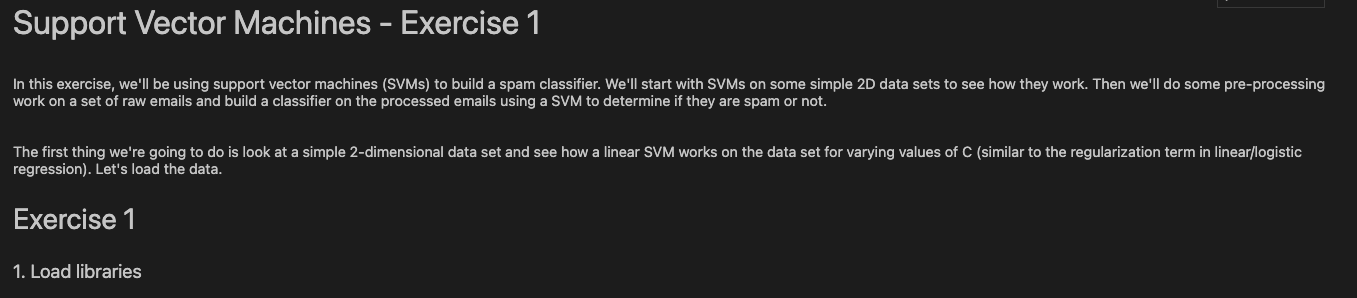 Support Vector Machines - Exercise 1
In this exercise, we'll be using support vector machines (SVMs) to build a spam classifier. We'll start with SVMs on some simple 2D data sets to see how they work. Then we'll do some pre-processing
work on a set of raw emails and build a classifier on the processed emails using a SVM to determine if they are spam or not.
The first thing we're going to do is look at a simple 2-dimensional data set and see how a linear SVM works on the data set for varying values of C (similar to the regularization term in linear/logistic
regression). Let's load the data.
Exercise 1
1. Load libraries